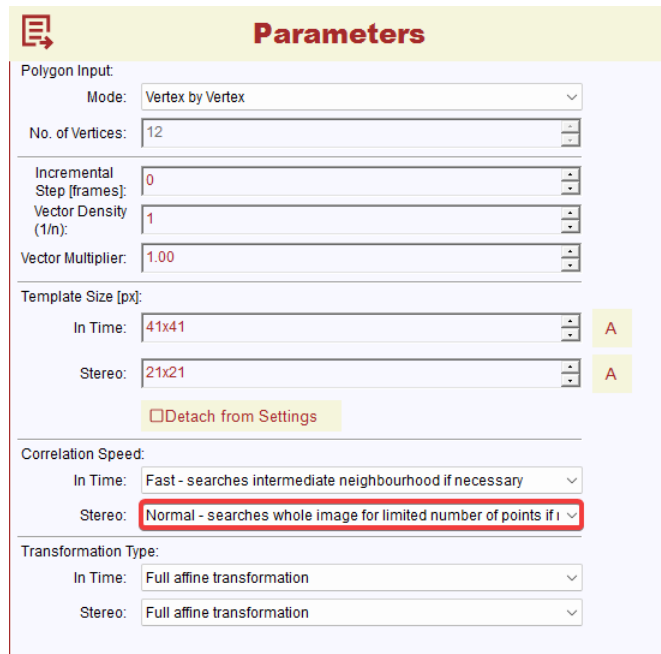 Parameters
Polygon Input:
Mode: Vertex by Vertex
No. of Vertices: 12
Incremental
Step [frames]: 0
Vector Density
(1/n): 1
Vector Multiplier: 1.00
Template Size [px]:
In Time: 41x41 A
Stereo: 21x21 A
Detach from Settings
Correlation Speed:
In Time: Fast - searches intermediate neighbourhood if necessary
Stereo: Normal - searches whole image for limited number of points if
Transformation Type:
In Time: Full affine transformation
Stereo: Full affine transformation